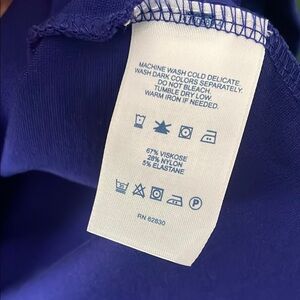 MACHINE WASH COLD DELICATE.
WASH DARK COLORS SEPARATELY.
DO NOT BLEACH.
TUMBLE DRY LOW.
WARM IRON IF NEEDED.
67% VISKOSE
28% NYLON
5% ELASTANE
P
RN 62830